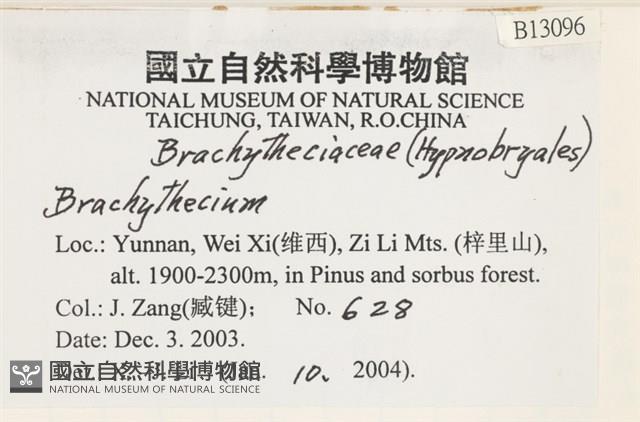 B13096
國立自然科學博物館
NATIONAL MUSEUM OF NATURAL SCIENCE
TAICHUNG, TAIWAN, R.O.CHINA
Brachytheciaceae (Hypnobryales)
Brachythecium
Loc.: Yunnan, Wei Xi(维西), Zi Li Mts. (梓里山),
alt. 1900-2300m, in Pinus and sorbus forest.
Col.: J. Zang(臧键); No. 628
Date: Dec. 3. 2003.
10. 2004).
國立自然科學博物館
NATIONAL MUSEUM OF NATURAL SCIENCE